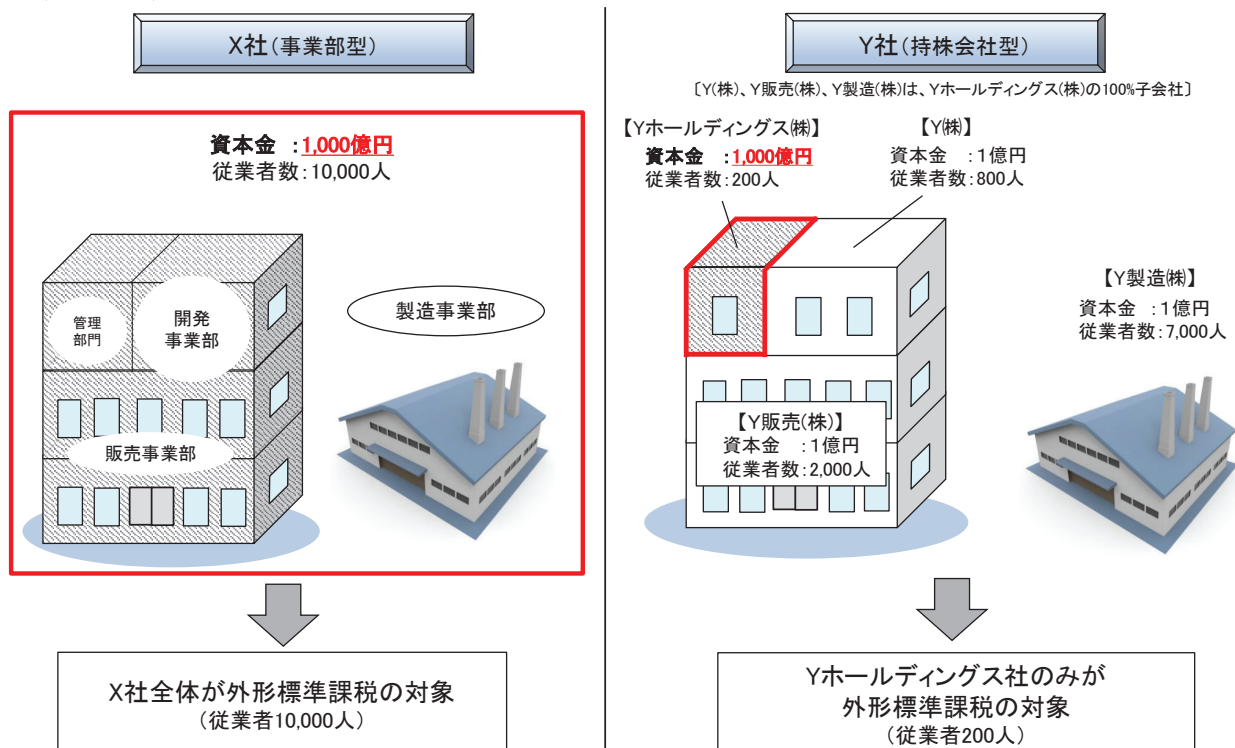 X社(事業部型)
資本金 :1,000億円
従業者数:10,000人
管理
部門
開発
事業部
製造事業部
販売事業部
X社全体が外形標準課税の対象
(従業者10,000人)
Y社(持株会社型)
〔Y(株)、Y販売(株)、Y製造(株)は、Yホールディングス(株)の100%子会社〕
【Yホールディングス㈱】
資本金 :1,000億円
従業者数:200人
【Y(株)】
資本金 :1億円
従業者数:800人
【Y製造(株)】
資本金 :1億円
従業者数:7,000人
【Y販売(株)】
資本金 :1億円
従業者数:2,000人
Yホールディングス社のみが
外形標準課税の対象
(従業者200人)